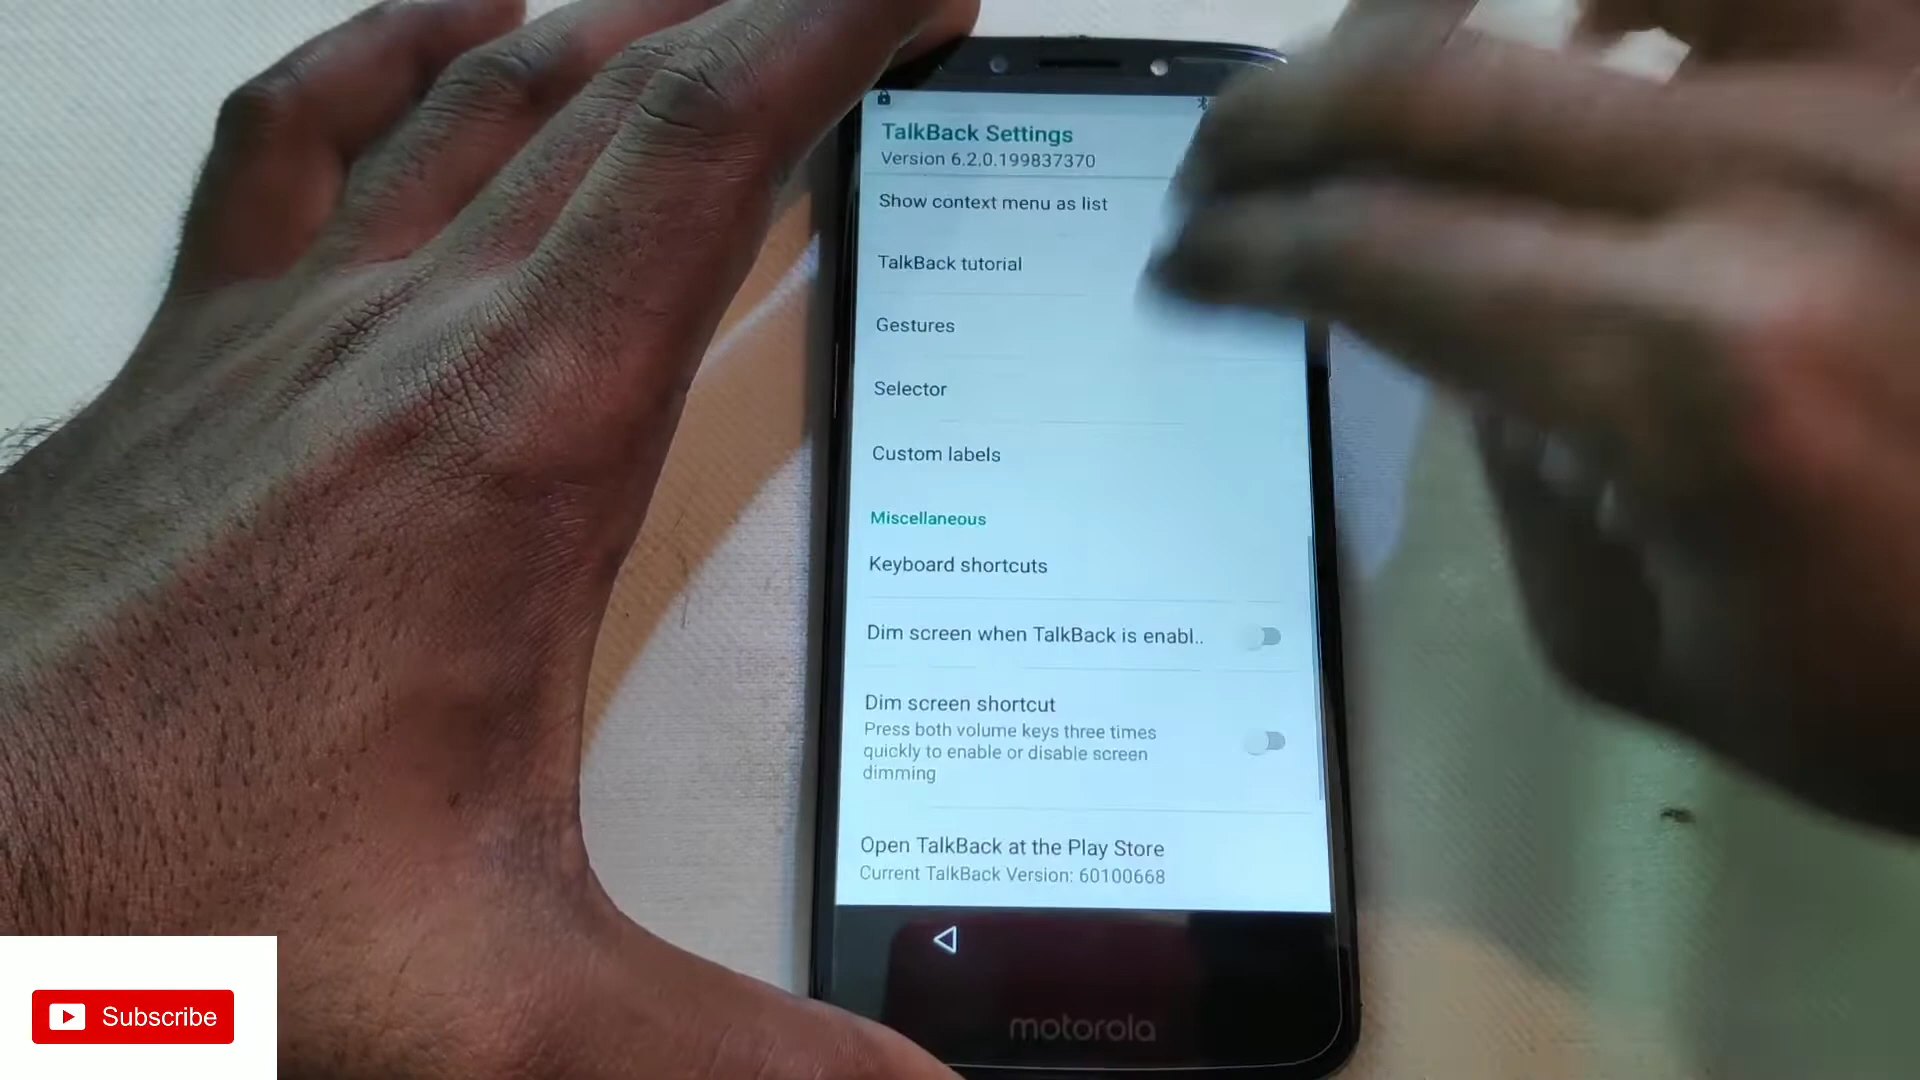 TalkBack Settings
Version 6.2.0.199837370
Show context menu as list
TalkBack tutorial
Gestures
Selector
Custom labels
Miscellaneous
Keyboard shortcuts
Dim screen when TalkBack is enabl..
Dim screen shortcut
Press both volume keys three times
quickly to enable or disable screen
dimming
Open TalkBack at the Play Store
Current TalkBack Version: 60100668
motorola
Subscribe